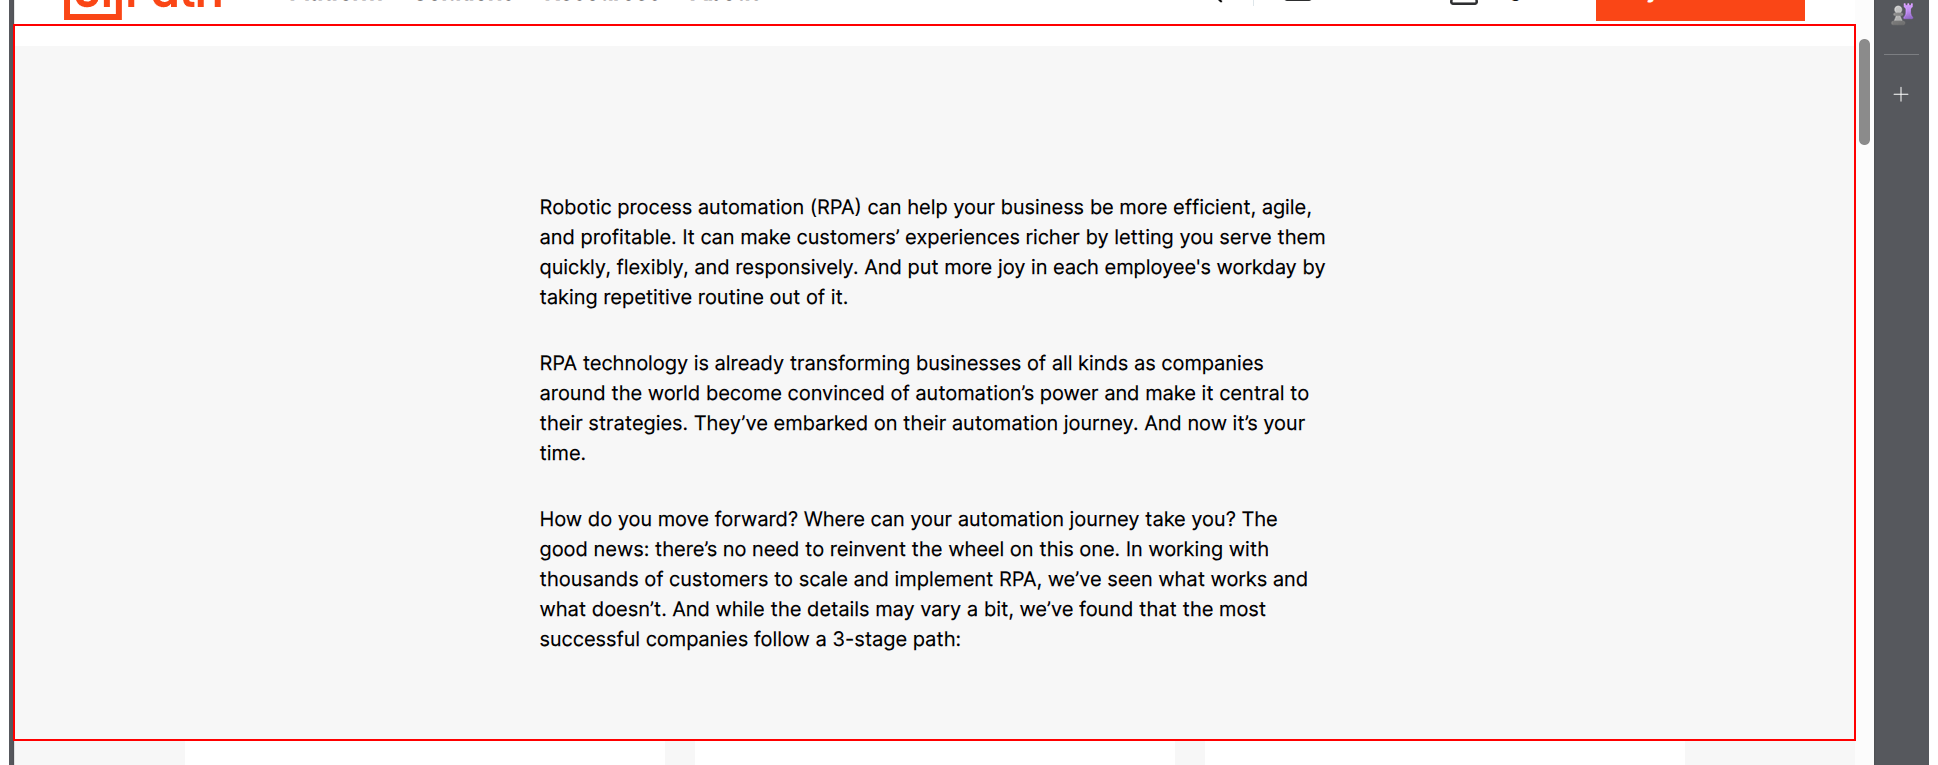 Robotic process automation (RPA) can help your business be more efficient, agile,
and profitable. It can make customers’ experiences richer by letting you serve them
quickly, flexibly, and responsively. And put more joy in each employee's workday by
taking repetitive routine out of it.
RPA technology is already transforming businesses of all kinds as companies
around the world become convinced of automation’s power and make it central to
their strategies. They’ve embarked on their automation journey. And now it’s your
time.
How do you move forward? Where can your automation journey take you? The
good news: there’s no need to reinvent the wheel on this one. In working with
thousands of customers to scale and implement RPA, we’ve seen what works and
what doesn’t. And while the details may vary a bit, we’ve found that the most
successful companies follow a 3-stage path: